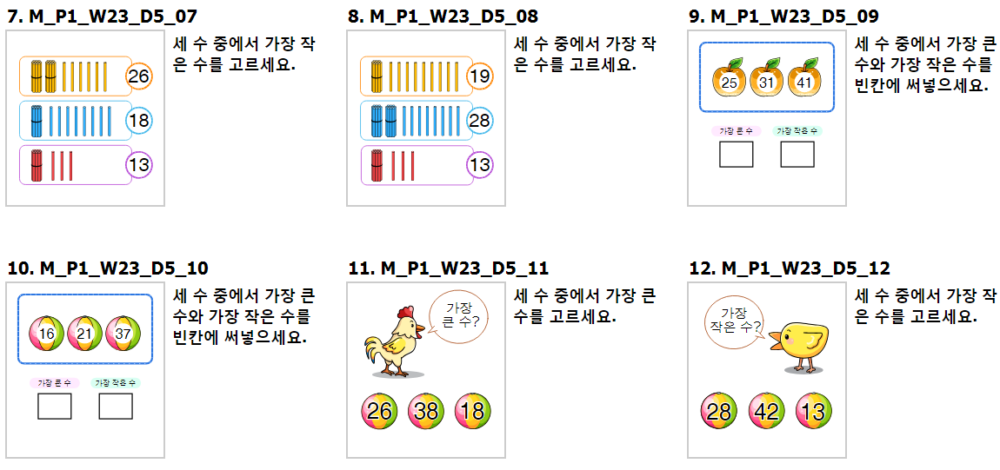 7. M_P1_W23_D5_07
세 수 중에서 가장 작
은 수를 고르세요.
26
18
13
8. M_P1_W23_D5_08
세 수 중에서 가장 작
은 수를 고르세요.
19
28
13
9. M_P1_W23_D5_09
세 수 중에서 가장 큰
수와 가장 작은 수를
빈칸에 써넣으세요.
25 31 41
가장 큰 수 가장 작은 수
10. M_P1_W23_D5_10
세 수 중에서 가장 큰
수와 가장 작은 수를
빈칸에 써넣으세요.
16 21 37
가장 큰 수 가장 작은 수
11. M_P1_W23_D5_11
세 수 중에서 가장 큰
수를 고르세요.
가장
큰 수?
26 38 18
12. M_P1_W23_D5_12
세 수 중에서 가장 작
은 수를 고르세요.
가장
작은 수?
28 42 13